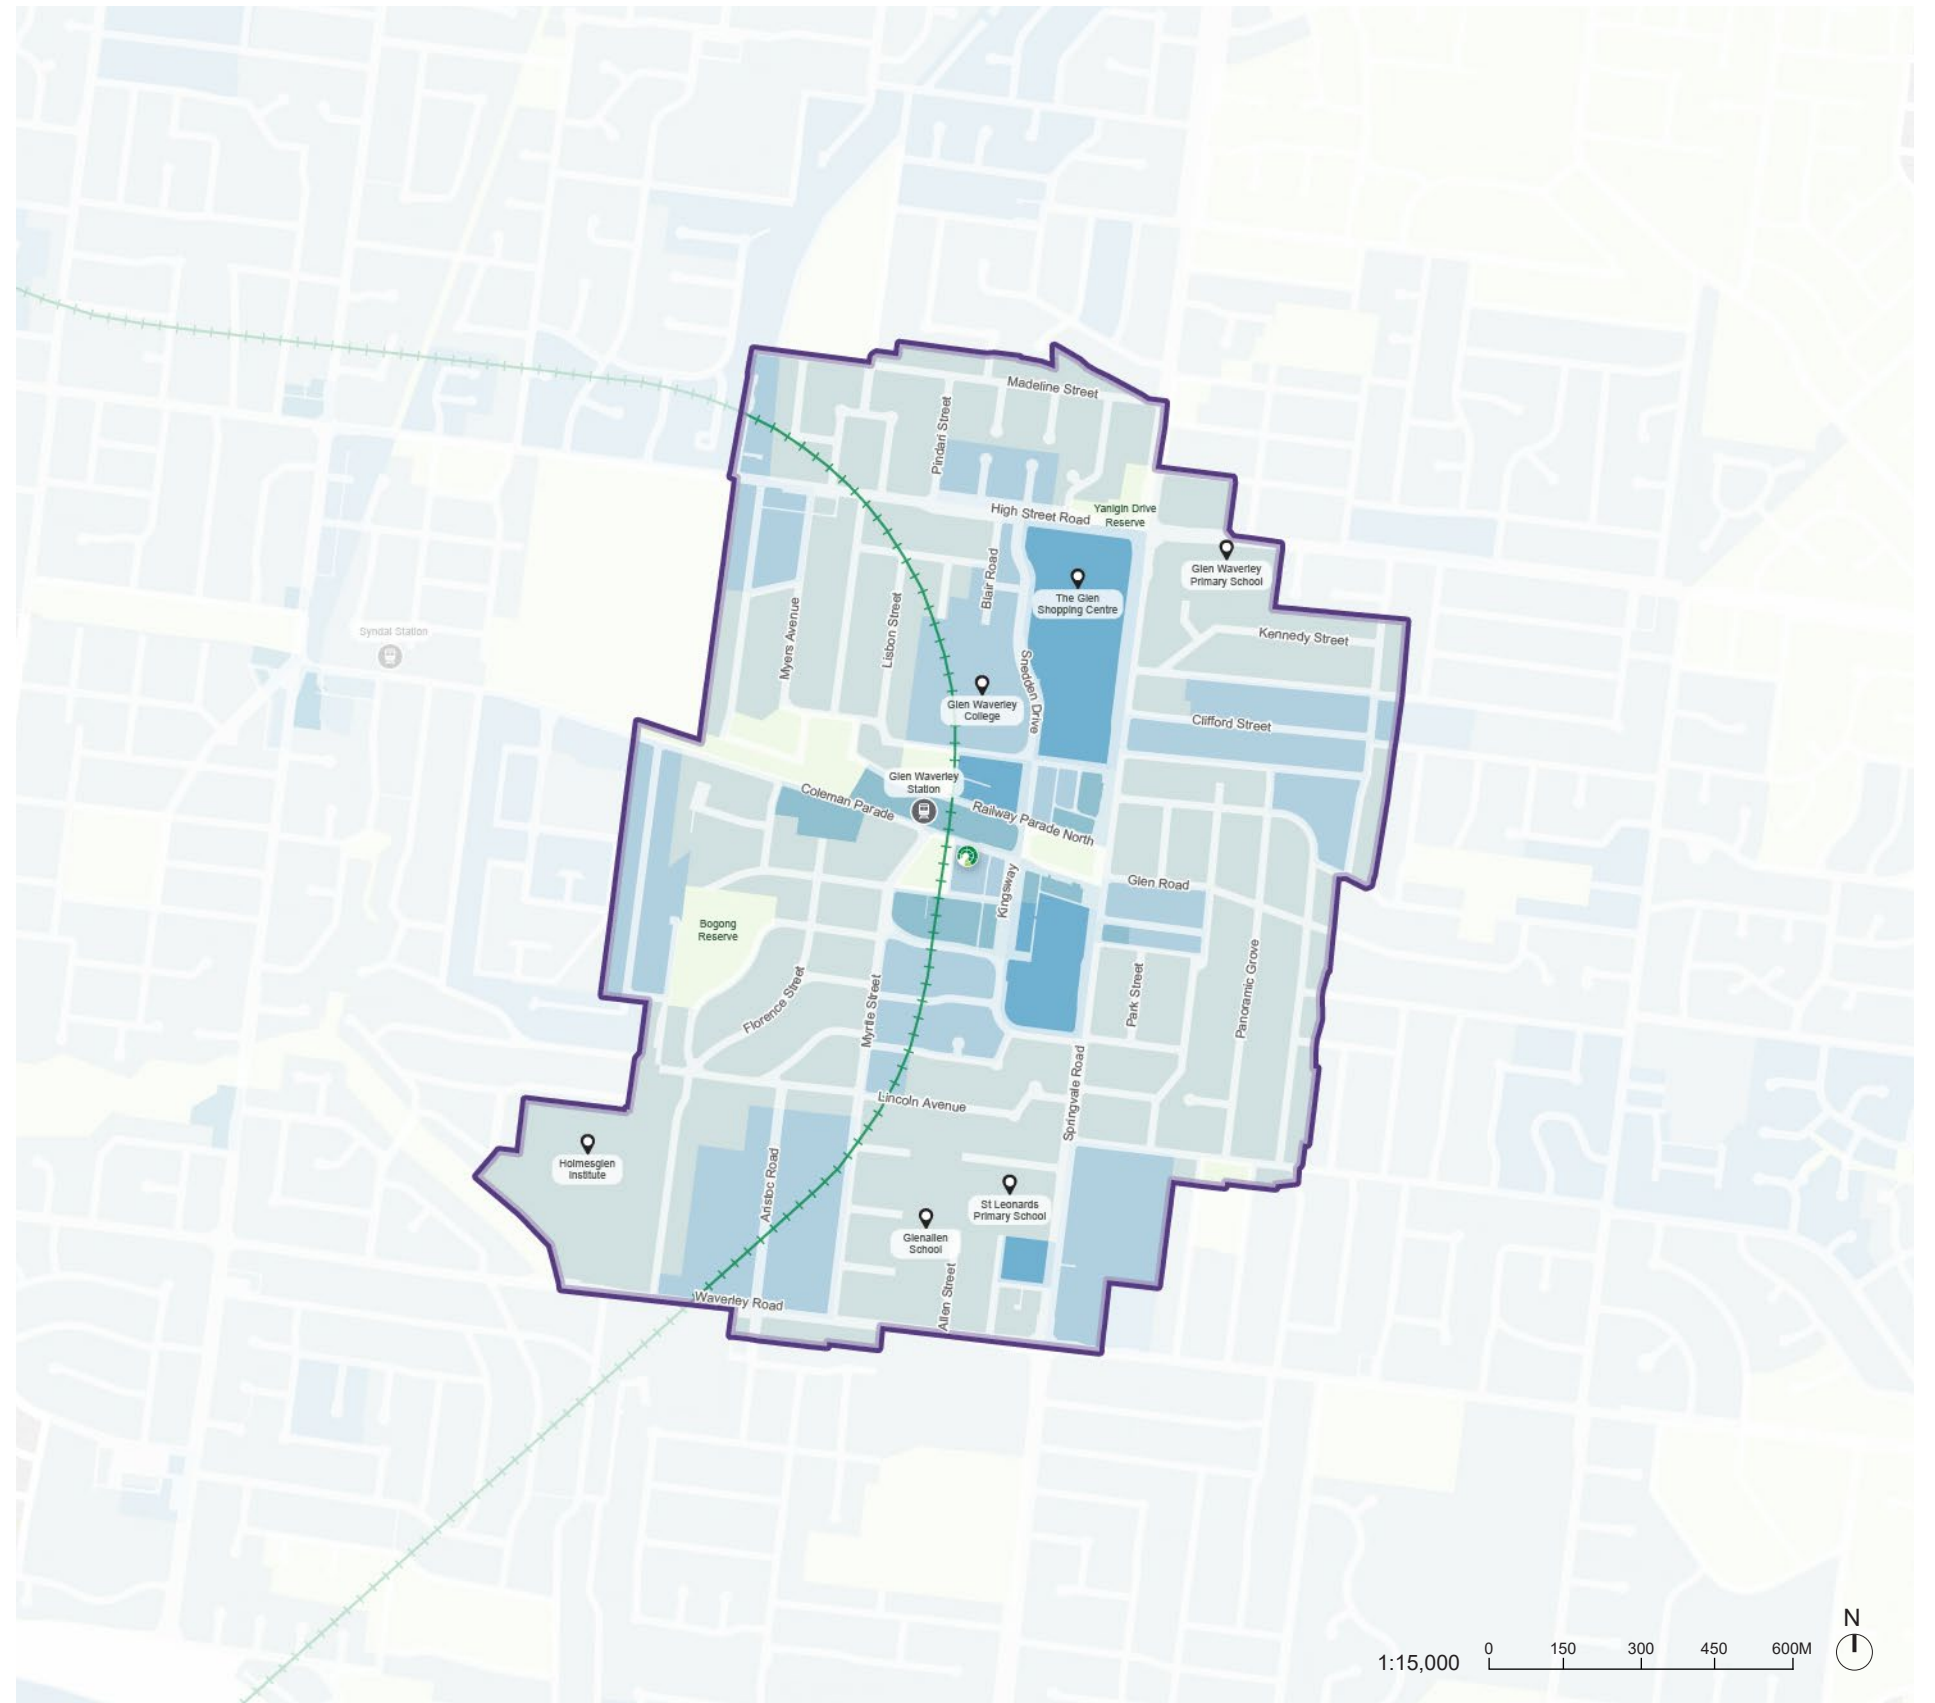 Madeline Street
Pindari Street
High Street Road
Yanigin Drive
Reserve
Glen Waverley
Primary School
The Glen
Shopping Centre
Blair Road
Lisbon Street
Myers Avenue
Kennedy Street
Syndal Station
Snedden Drive
Glen Waverley
College
Clifford Street
Glen Waverley
Station
Coleman Parade
Railway Parade North
Kingsway
Glen Road
Bogong
Reserve
Florence Street
Myrtle Street
Park Street
Panoramic Grove
Springvale Road
Lincoln Avenue
Holmesglen
Institute
Aristoc Road
St Leonards
Primary School
Glenallen
School
Allen Street
Waverley Road
N
1:15,000
0 150 300 450 600M